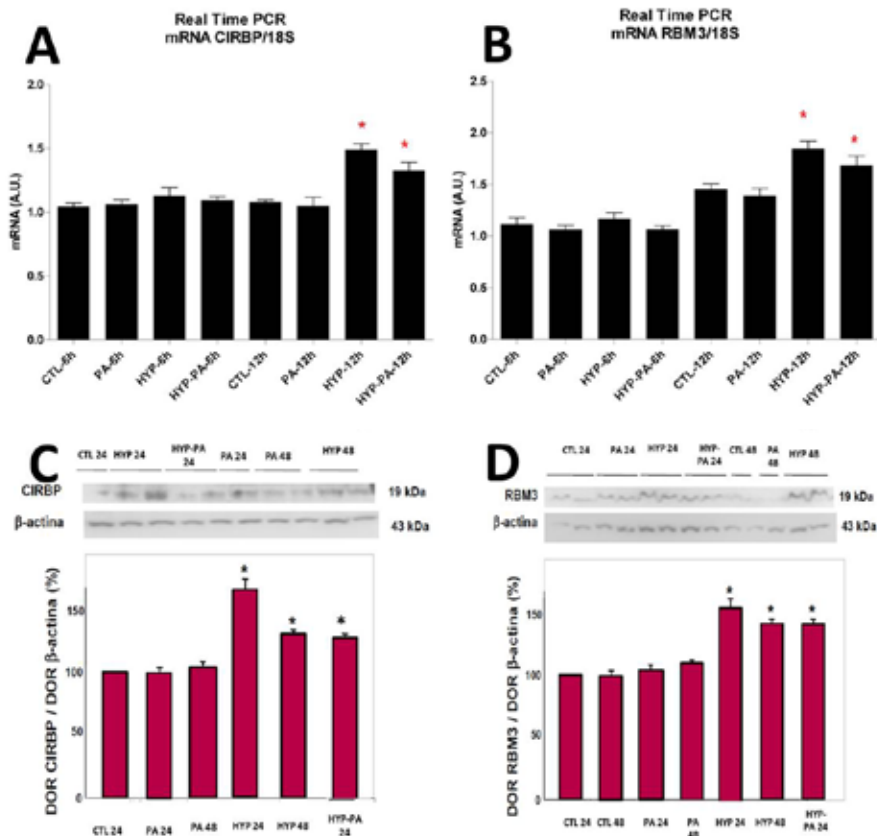 A
Real Time PCR
mRNA CIRBP/18S
mRNA (A.U.)
2.0
1.5
1.0
0.5
0.0
*
*
CTL-6h
PA-6h
HYP-6h
HYP-PA-6h
CTL-12h
PA-12h
HYP-12h
HYP-PA-12h
B
Real Time PCR
mRNA RBM3/18S
mRNA (A.U.)
2.5
2.0
1.5
1.0
0.5
0.0
*
*
CTL-6h
PA-6h
HYP-6h
HYP-PA-6h
CTL-12h
PA-12h
HYP-12h
HYP-PA-12h
C
CTL 24
HYP 24
HYP-PA
24
PA 24
PA 48
HYP 48
CIRBP
19 kDa
β-actina
43 kDa
DOR CIRBP / DOR β-actina (%)
150
100
50
0
*
*
*
CTL 24
PA 24
PA 48
HYP 24
HYP 48
HYP-PA
24
D
CTL 24
PA 24
HYP 24
HYP-
PA 24
CTL 48
PA
48
HYP 48
RBM3
19 kDa
β-actina
43 kDa
DOR RBM3 / DOR β-actina (%)
150
100
50
0
*
*
*
CTL 24
CTL 48
PA 24
PA
48
HYP 24
HYP 48
HYP-
PA 24